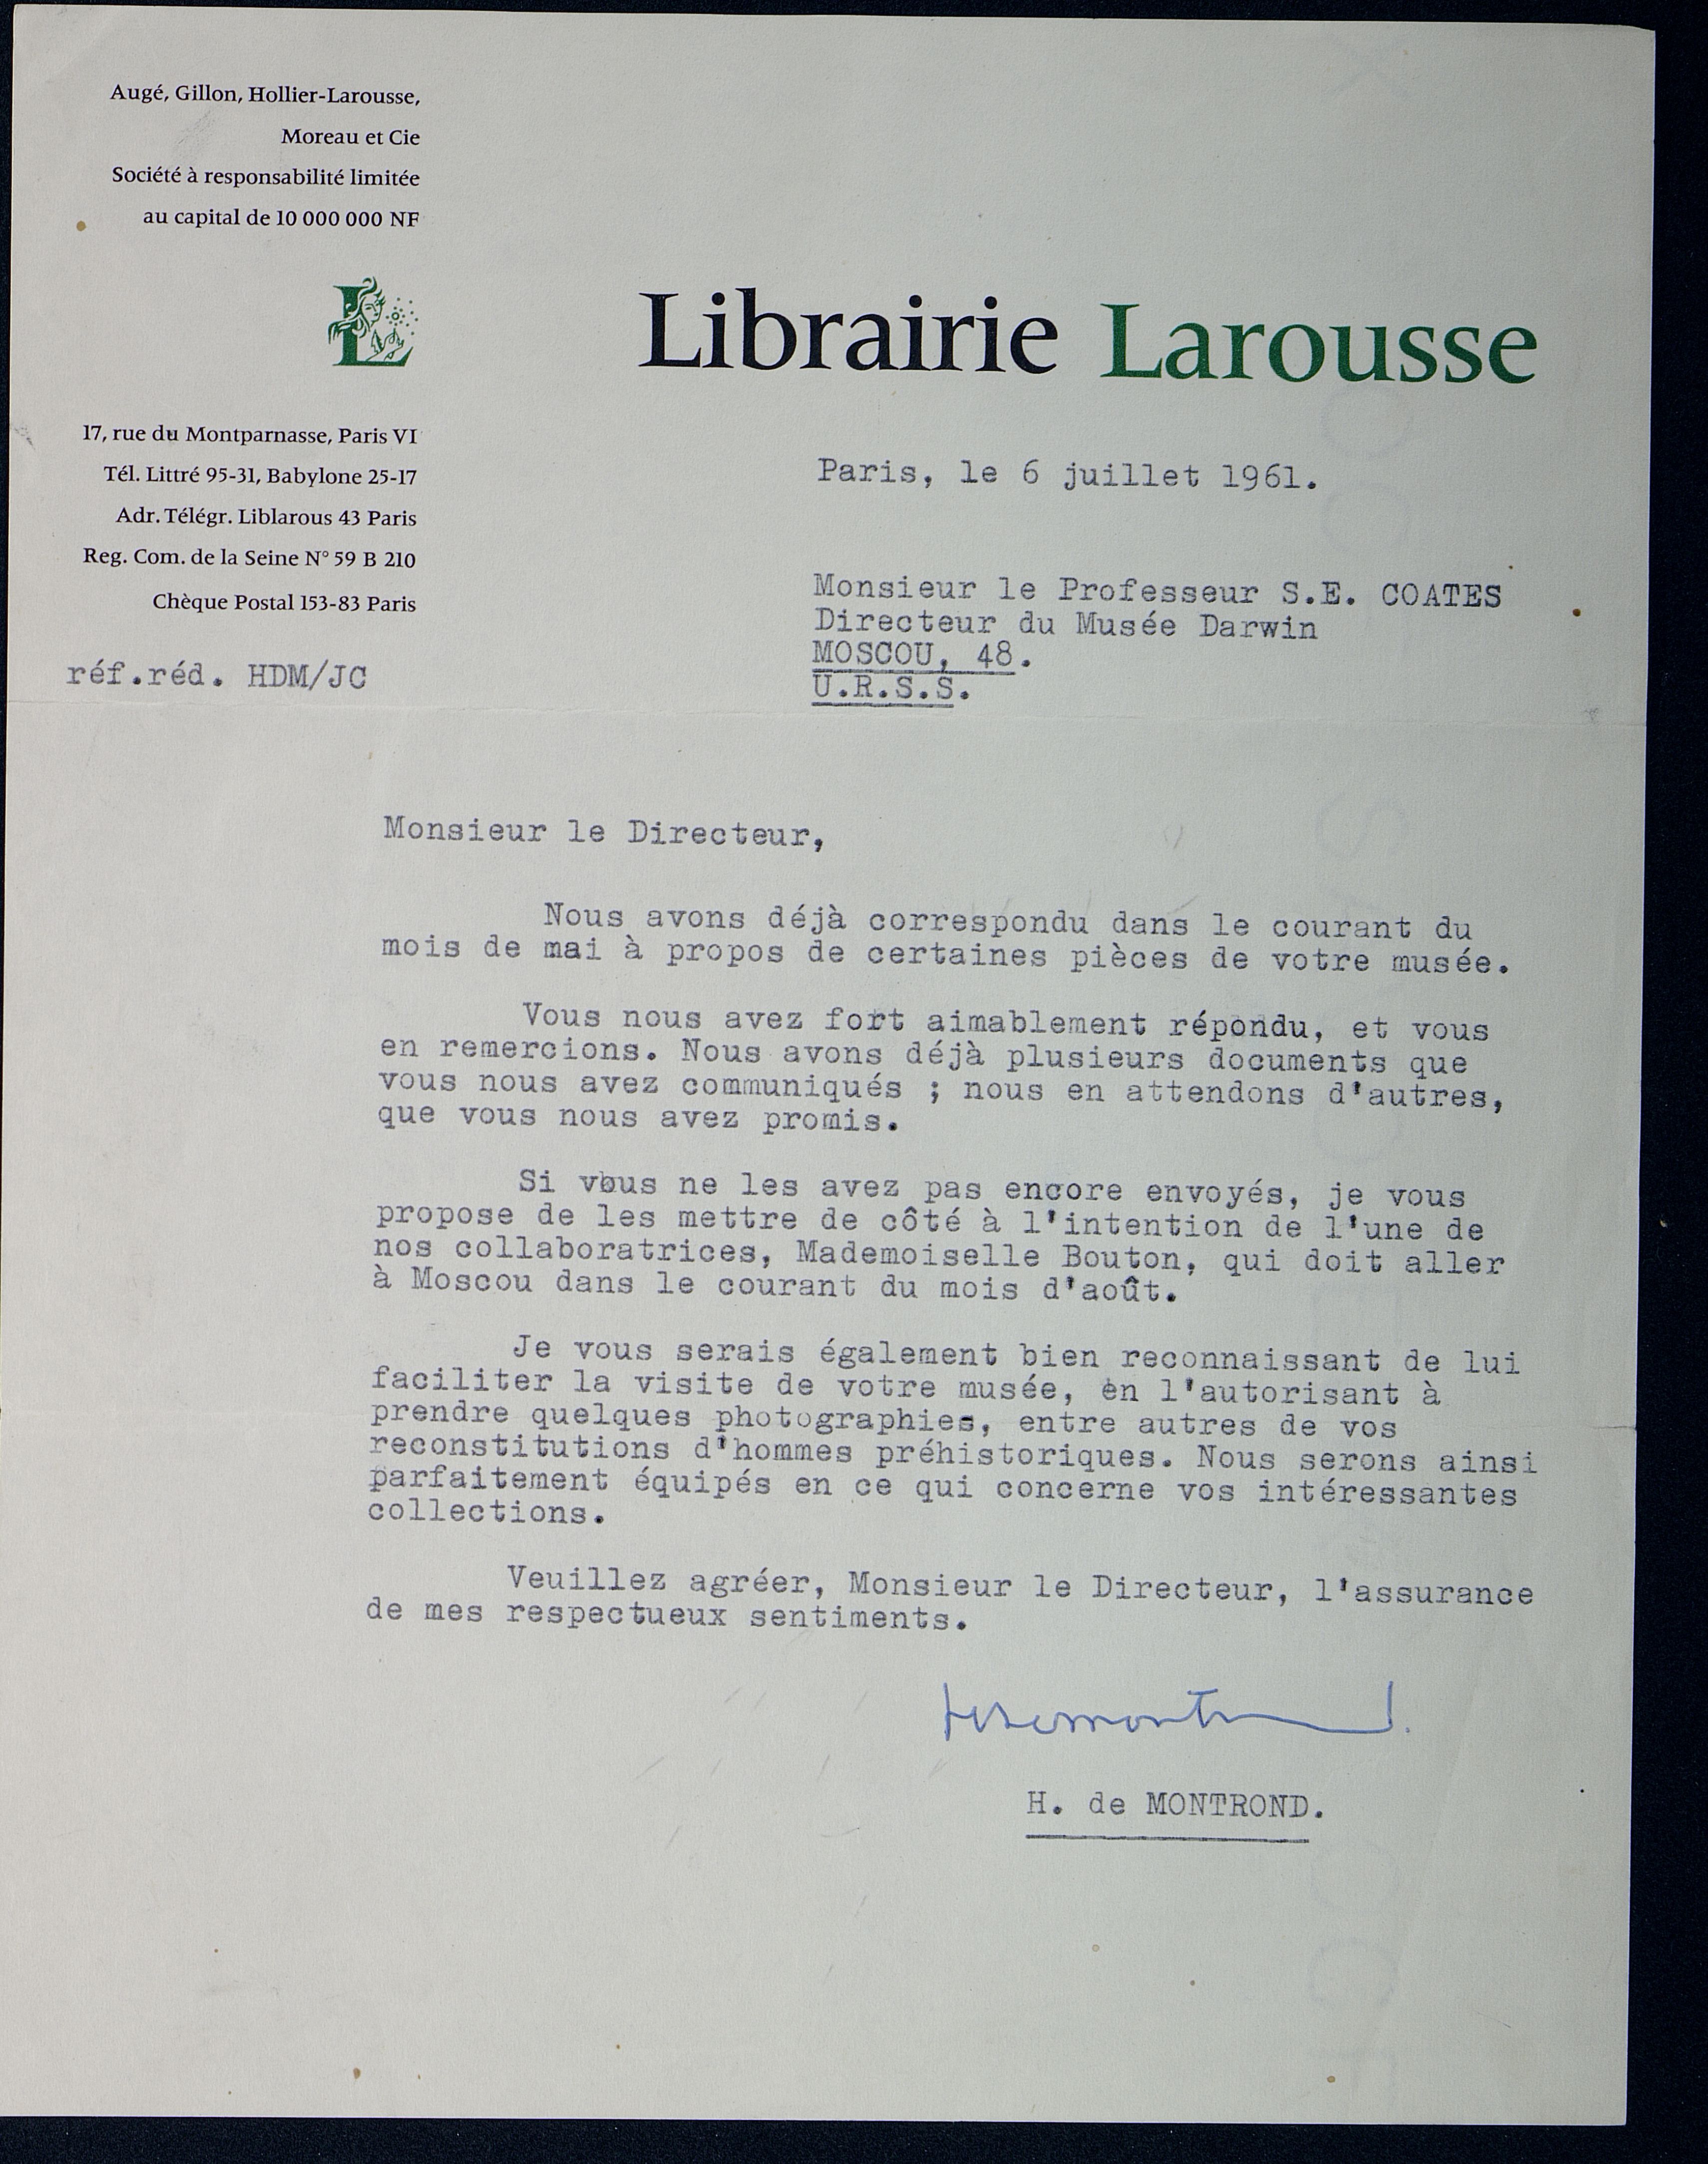 Augé, Gillon, Hollier-Larousse,
Moreau et Cie
Société à responsabilité limitée
au capital de 10 000 000 NF
Librairie Larousse
17, rue du Montparnasse, Paris VI
Tél. Littré 95-31, Babylone 25-17
Adr. Télégr. Liblarous 43 Paris
Reg. Com. de la Seine N° 59 B 210
Chèque Postal 153-83 Paris
réf.réd. HDM/JC
Paris, le 6 juillet 1961.
Monsieur le Professeur S.E. COATES
Directeur du Musée Darwin
MOSCOU, 48.
U.R.S.S.
Monsieur le Directeur,
Nous avons déjà correspondu dans le courant du
mois de mai à propos de certaines pièces de votre musée.
Vous nous avez fort aimablement répondu, et vous
en remercions. Nous avons déjà plusieurs documents que
vous nous avez communiqués ; nous en attendons d'autres,
que vous nous avez promis.
Si vous ne les avez pas encore envoyés, je vous
propose de les mettre de côté à l'intention de l'une de
nos collaboratrices, Mademoiselle Bouton, qui doit aller
à Moscou dans le courant du mois d'août.
Je vous serais également bien reconnaissant de lui
faciliter la visite de votre musée, en l'autorisant à
prendre quelques photographies, entre autres de vos
reconstitutions d'hommes préhistoriques. Nous serons ainsi
parfaitement équipés en ce qui concerne vos intéressantes
collections.
Veuillez agréer, Monsieur le Directeur, l'assurance
de mes respectueux sentiments.
H. de MONTROND.